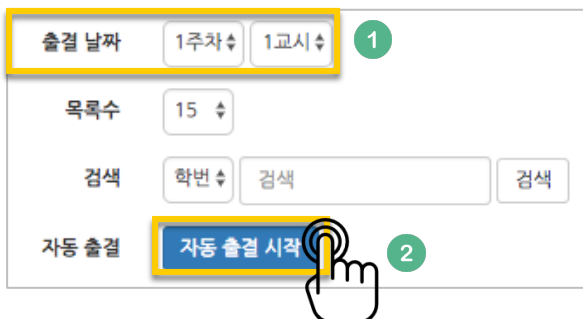 출결 날짜 1주차 1교시 1
목록수 15
검색 학번 검색 검색
자동 출결 자동 출결 시작 2